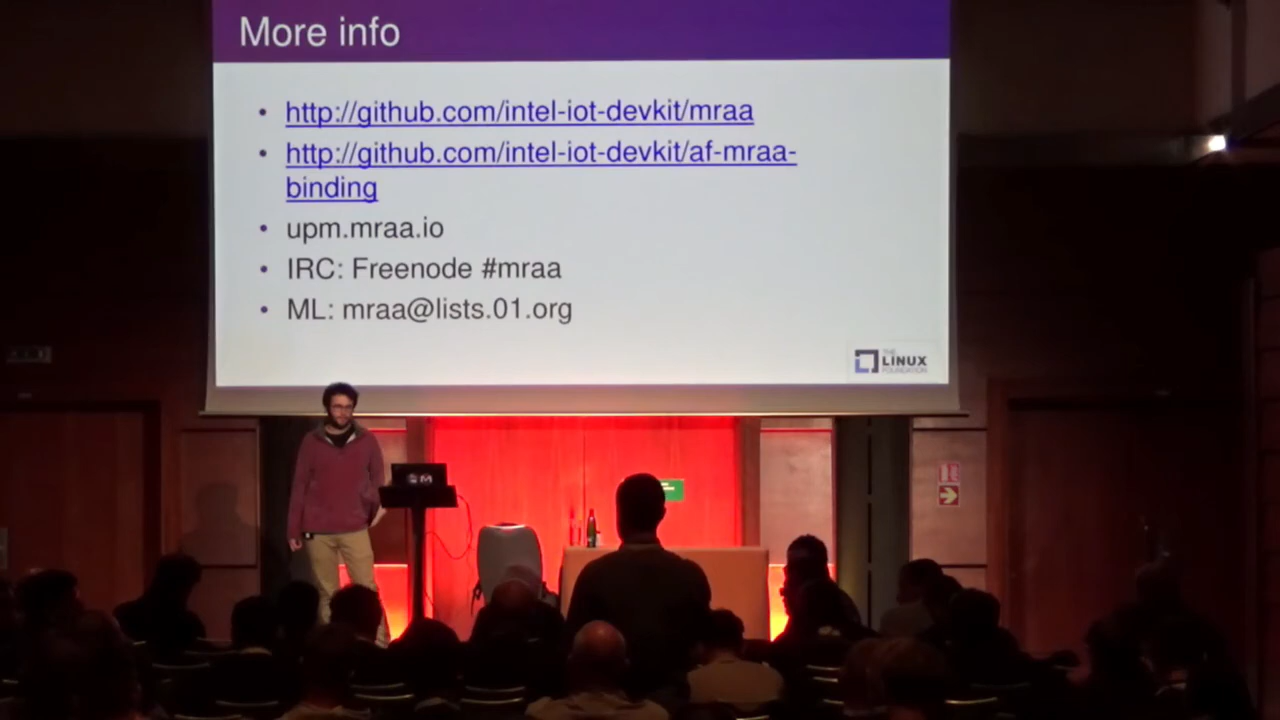 More info
• http://github.com/intel-iot-devkit/mraa
• http://github.com/intel-iot-devkit/af-mraa-
binding
• upm.mraa.io
• IRC: Freenode #mraa
• ML: mraa@lists.01.org
THE
LINUX
FOUNDATION